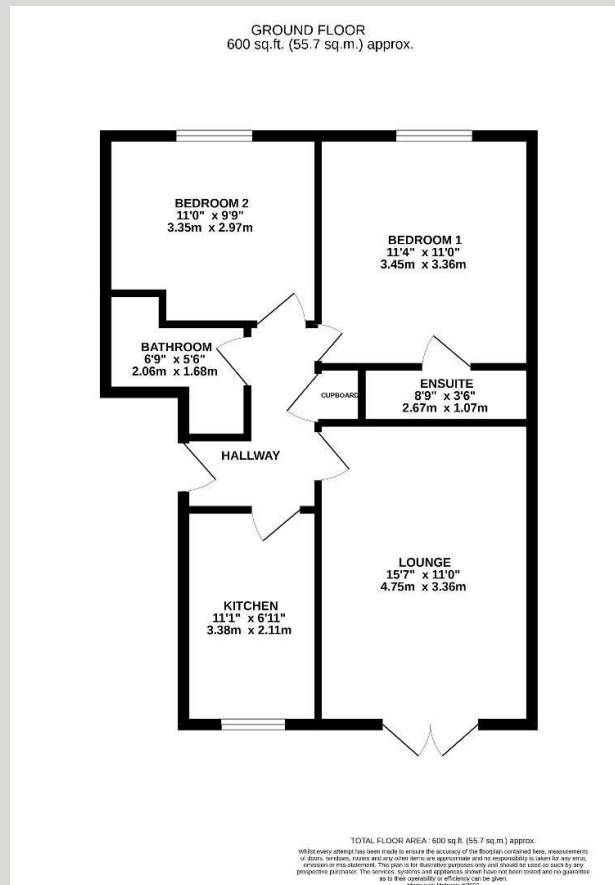 GROUND FLOOR
600 sq.ft. (55.7 sq.m.) approx.
BEDROOM 2
11'0" x 9'9"
3.35m x 2.97m
BEDROOM 1
11'4" x 11'0"
3.45m x 3.36m
BATHROOM
6'9" x 5'6"
2.06m x 1.68m
ENSUITE
8'9" x 3'6"
2.67m x 1.07m
CUPBOARD
HALLWAY
LOUNGE
15'7" x 11'0"
4.75m x 3.36m
KITCHEN
11'1" x 6'11"
3.38m x 2.11m
TOTAL FLOOR AREA : 600 sq.ft. (55.7 sq.m.) approx.
Whilst every attempt has been made to ensure the accuracy of the floorplan contained here, measurements
of doors, windows, rooms and any other items are approximate and no responsibility is taken for any error,
omission or mis-statement. This plan is for illustrative purposes only and should be used as such by any
prospective purchaser. The services, systems and appliances shown have not been tested and no guarantee
as to their operability or efficiency can be given.
Made with Metropix